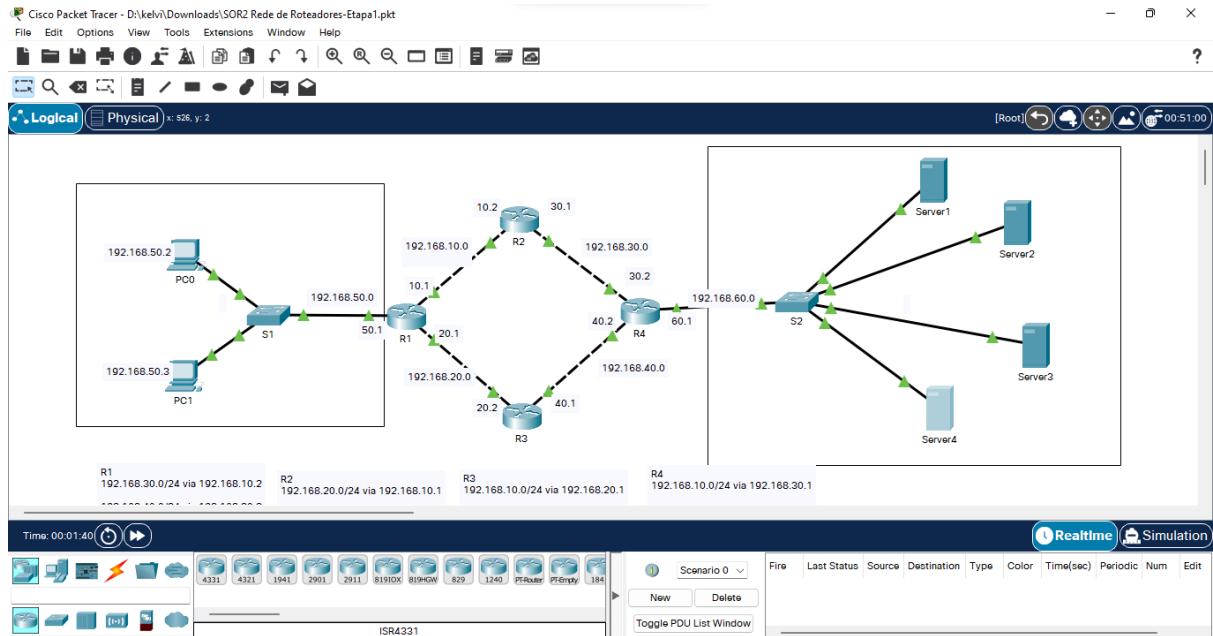 Cisco Packet Tracer - D:\kelvi\Downloads\SOR2 Rede de Roteadores-Etapa1.pkt
File Edit Options View Tools Extensions Window Help
?
Logical Physical x: 526, y: 2 [Root] 00:51:00
10.2 30.1
R2
192.168.50.2 192.168.10.0 192.168.30.0
PC0
Server1
Server2
10.1 30.2
192.168.50.0 192.168.60.0
50.1 R1 20.1 40.2 R4 60.1
S1 S2
192.168.50.3 192.168.20.0 192.168.40.0
PC1
Server3
20.2 40.1
R3
Server4
R1
192.168.30.0/24 via 192.168.10.2
R2
192.168.20.0/24 via 192.168.10.1
R3
192.168.10.0/24 via 192.168.20.1
R4
192.168.10.0/24 via 192.168.30.1
Time: 00:01:40 Realtime Simulation
4331 4321 1941 2901 2911 819IOX 819HGW 829 1240 PT-Router PT-Empty 184
Scenario 0
New Delete
Toggle PDU List Window
Fire Last Status Source Destination Type Color Time(sec) Periodic Num Edit
ISR4331